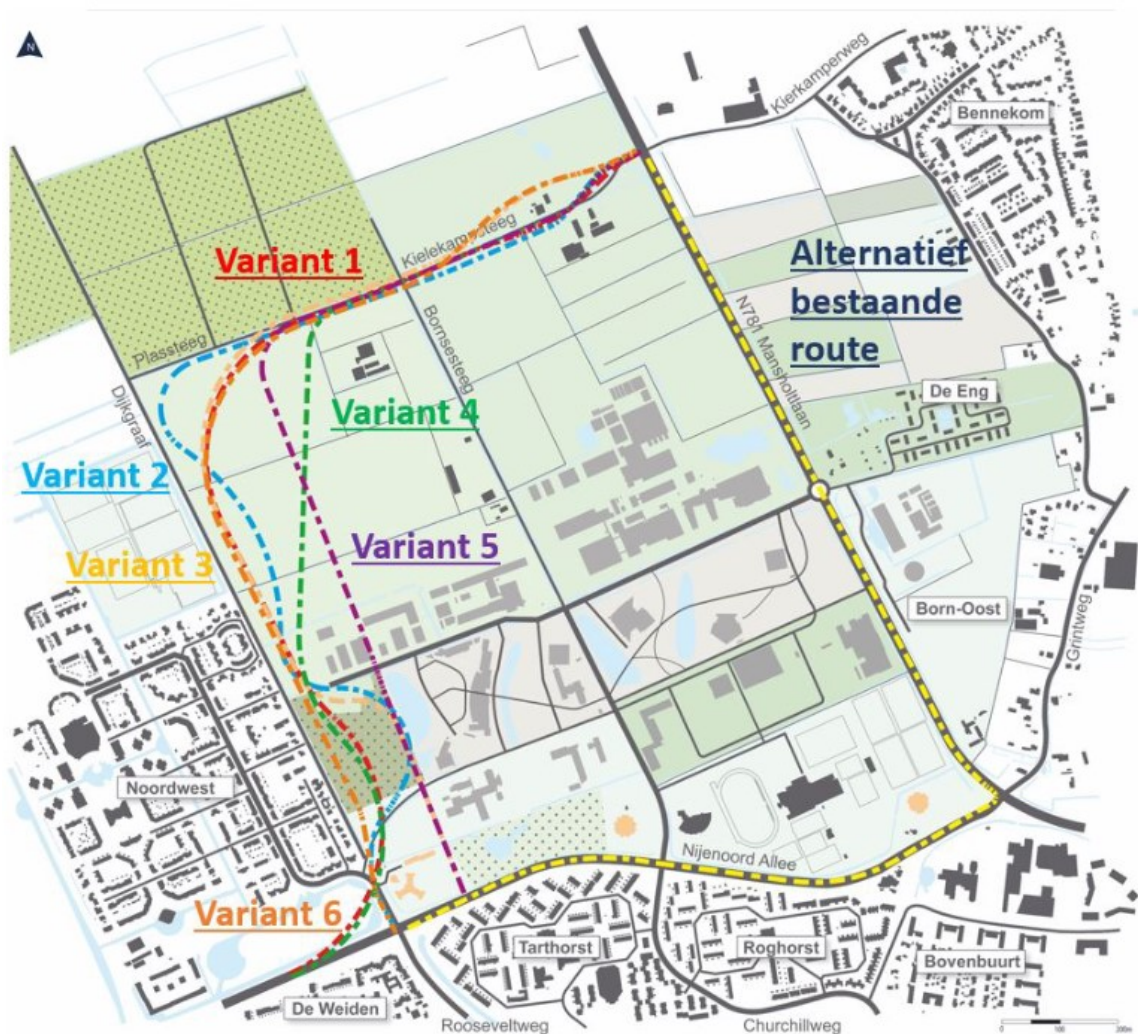 N
Kierkamperweg
Bennekom
Kielekampsteeg
Variant 1
Alternatief
bestaande
route
Plassteeg
Bornsesteeg
N781 Mansholtlaan
Dijkgraaf
De Eng
Variant 4
Variant 2
Variant 5
Variant 3
Born-Oost
Grintweg
Noordwest
Nijenoord Allee
Variant 6
Tarthorst
Roghorst
Bovenbuurt
De Weiden
Rooseveltweg
Churchillweg